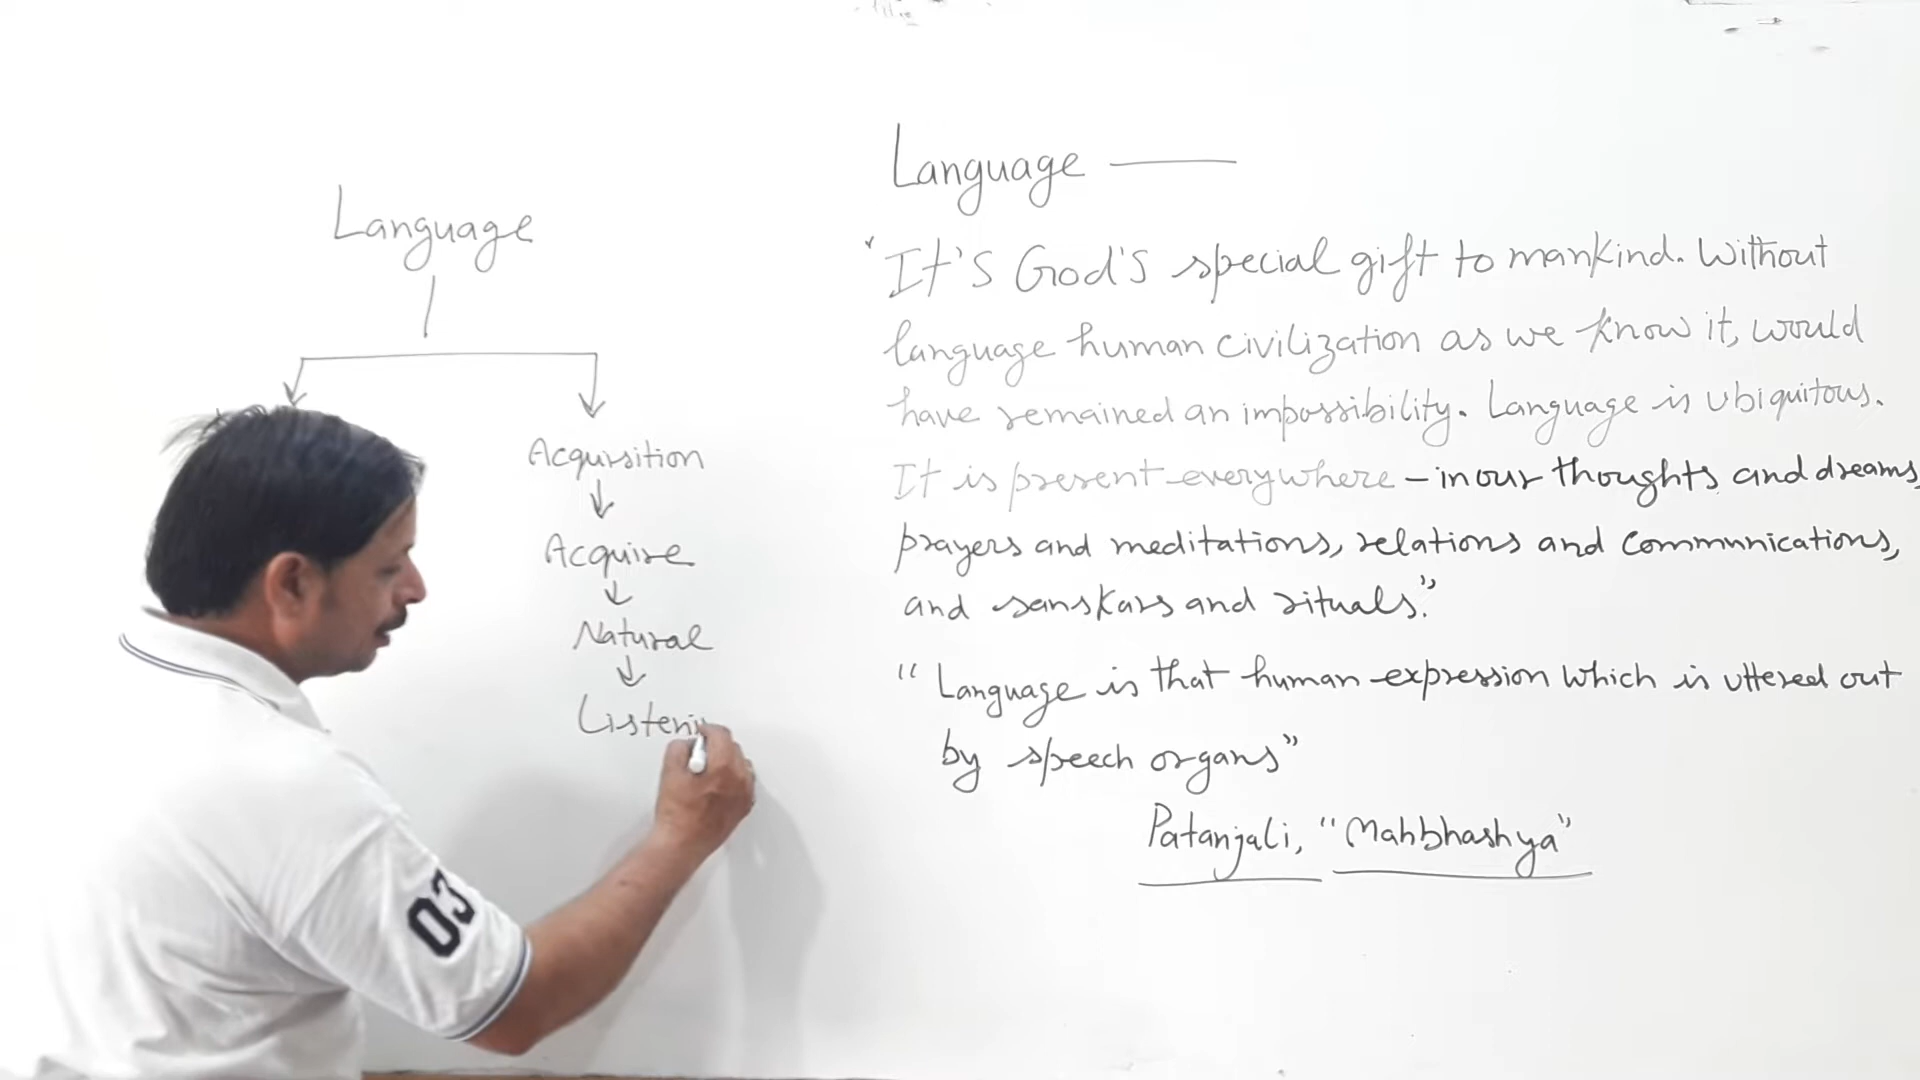 Language
Acquisition
Acquire
Natural
Listenin
Language
"It's God's special gift to mankind. Without
language human civilization as we know it, would
have remained an impossibility. Language is ubiquitous.
It is present everywhere – in our thoughts and dreams,
prayers and meditations, relations and communications,
and sanskars and rituals."
"Language is that human expression which is uttered out
by speech organs"
Patanjali, "Mahbhashya"
03